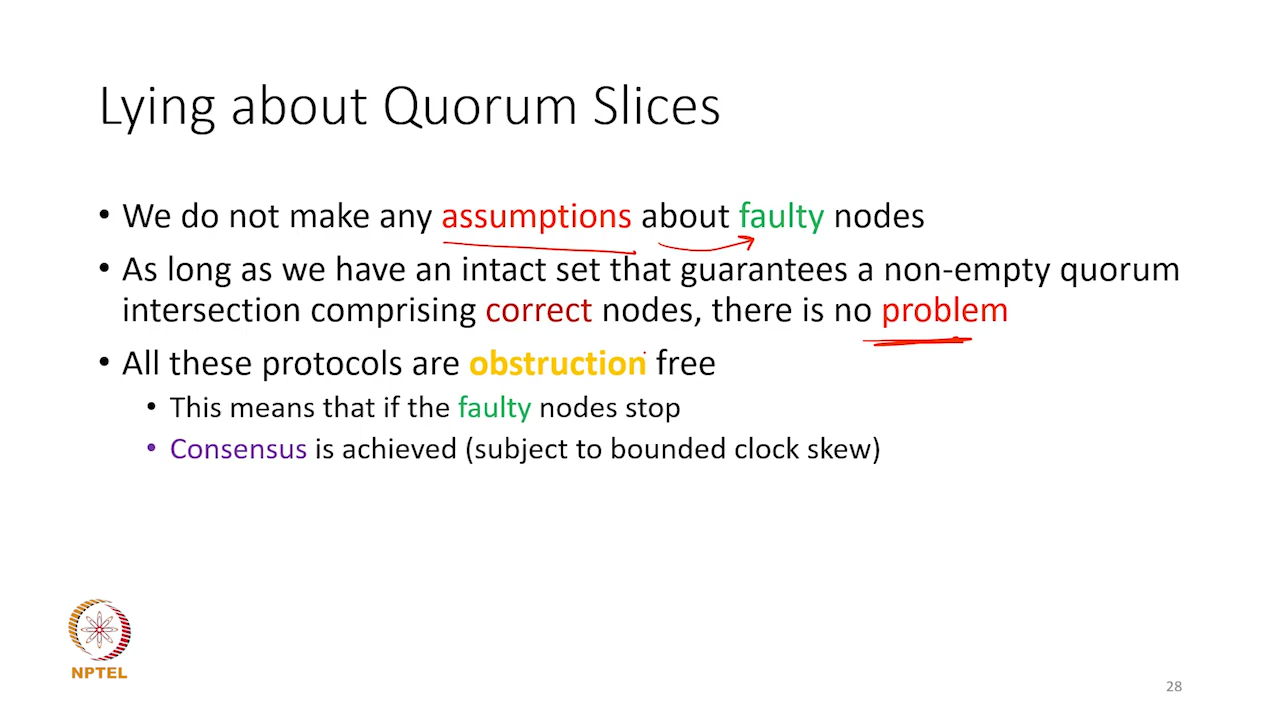 Lying about Quorum Slices
• We do not make any assumptions about faulty nodes
• As long as we have an intact set that guarantees a non-empty quorum
intersection comprising correct nodes, there is no problem
• All these protocols are obstruction free
• This means that if the faulty nodes stop
• Consensus is achieved (subject to bounded clock skew)
NPTEL
28